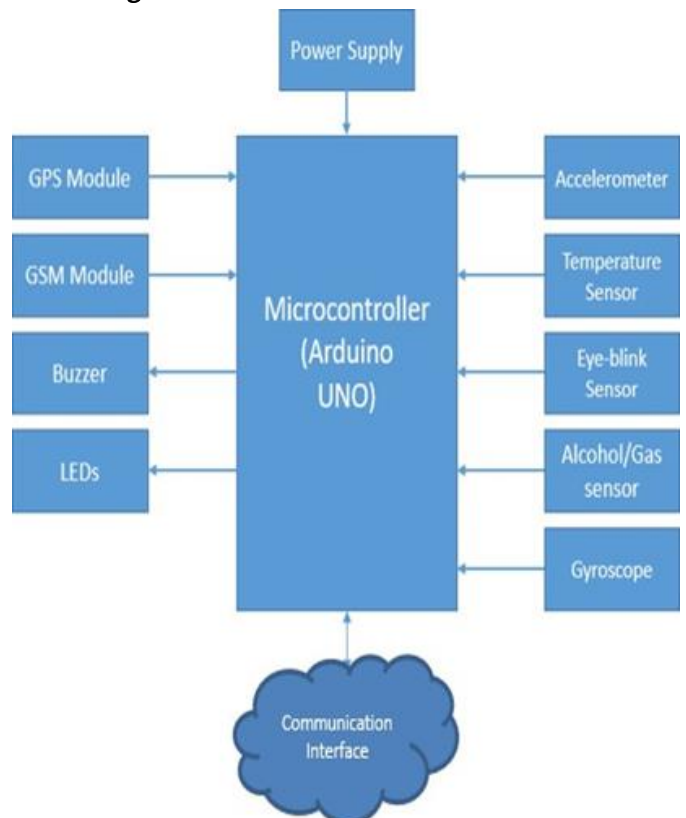 Power Supply
GPS Module
GSM Module
Buzzer
LEDs
Microcontroller
(Arduino
UNO)
Accelerometer
Temperature
Sensor
Eye-blink
Sensor
Alcohol/Gas
sensor
Gyroscope
Communication
Interface